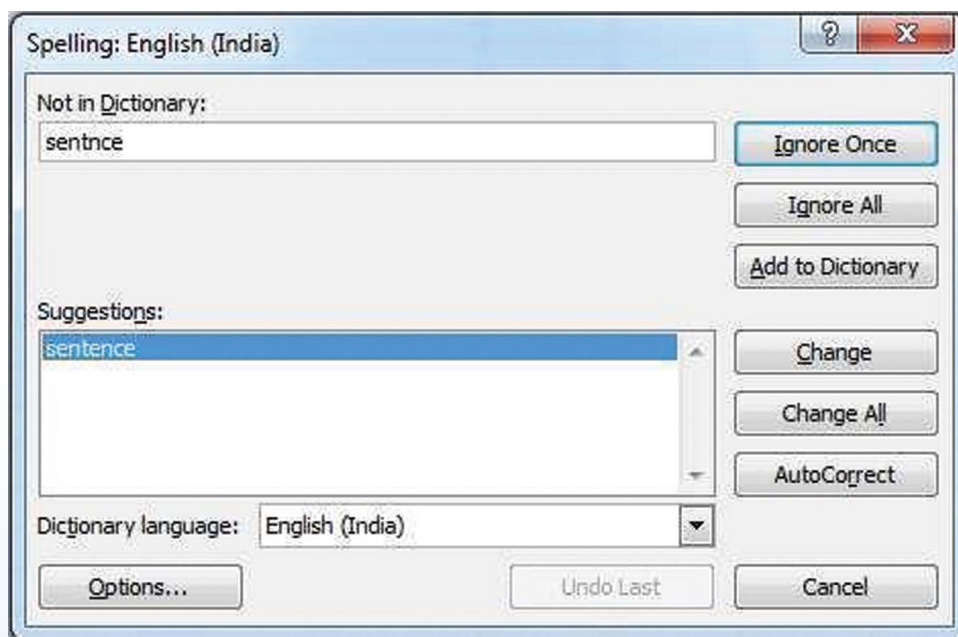 Spelling: English (India)
Not in Dictionary:
sentnce
Ignore Once
Ignore All
Add to Dictionary
Suggestions:
sentence
Change
Change All
AutoCorrect
Dictionary language: English (India)
Options... Undo Last Cancel